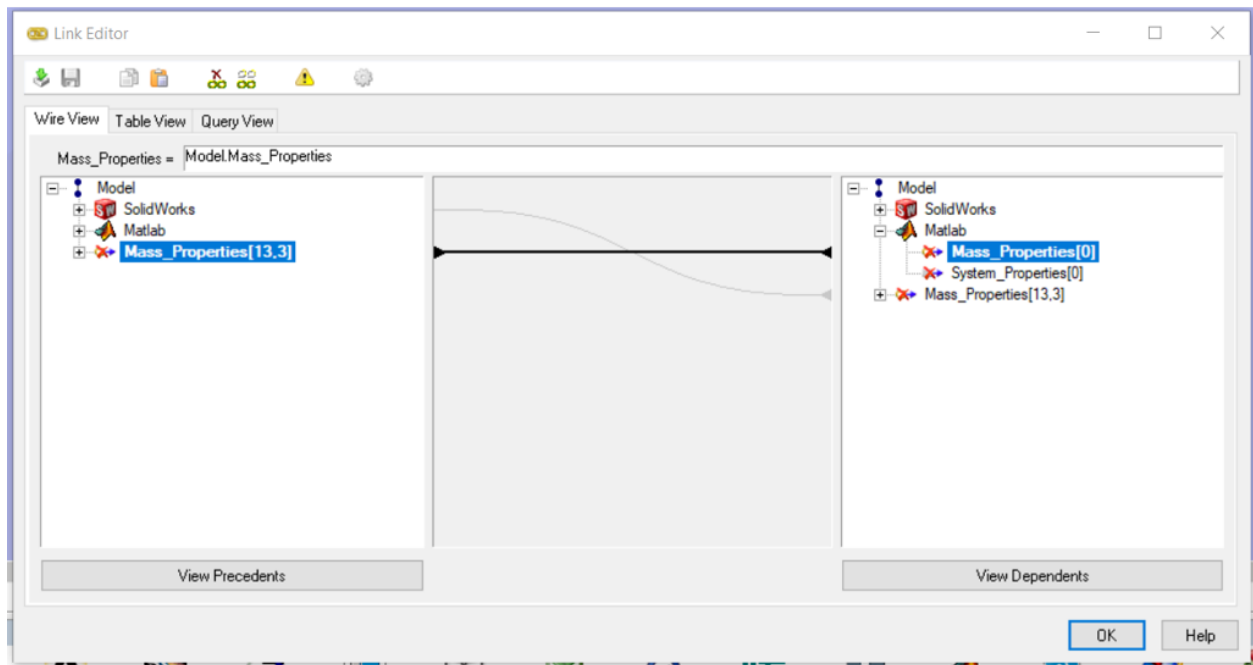 Link Editor
Wire View Table View Query View
Mass_Properties = Model.Mass_Properties
Model
SolidWorks
Matlab
Mass_Properties[13,3]
Model
SolidWorks
Matlab
Mass_Properties[0]
System_Properties[0]
Mass_Properties[13,3]
View Precedents
View Dependents
OK Help